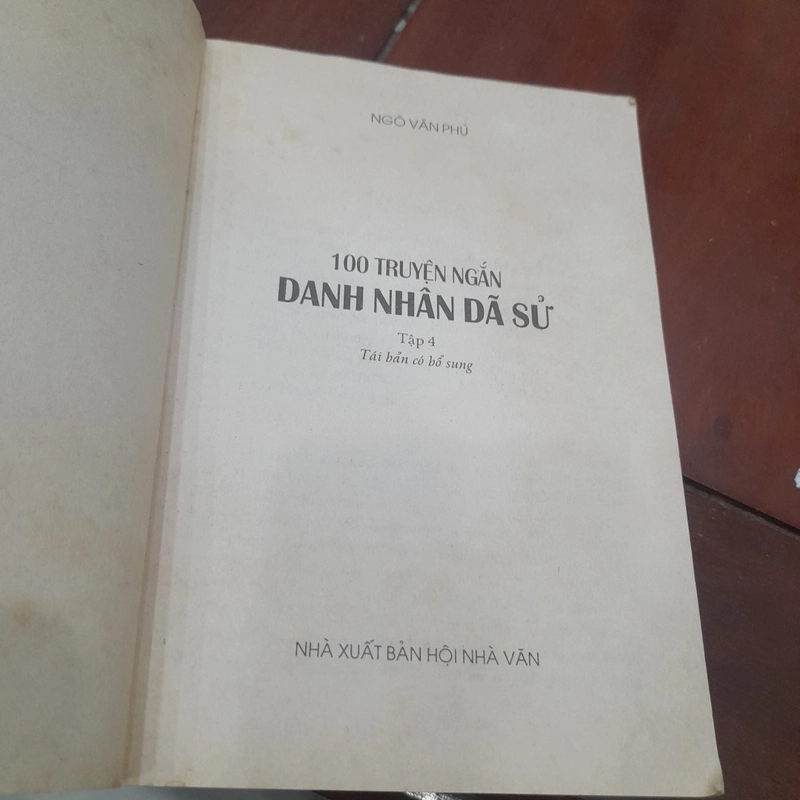 NGÔ VĂN PHÚ
100 TRUYỆN NGẮN
DANH NHÂN DÃ SỬ
Tập 4
Tái bản có bổ sung
NHÀ XUẤT BẢN HỘI NHÀ VĂN